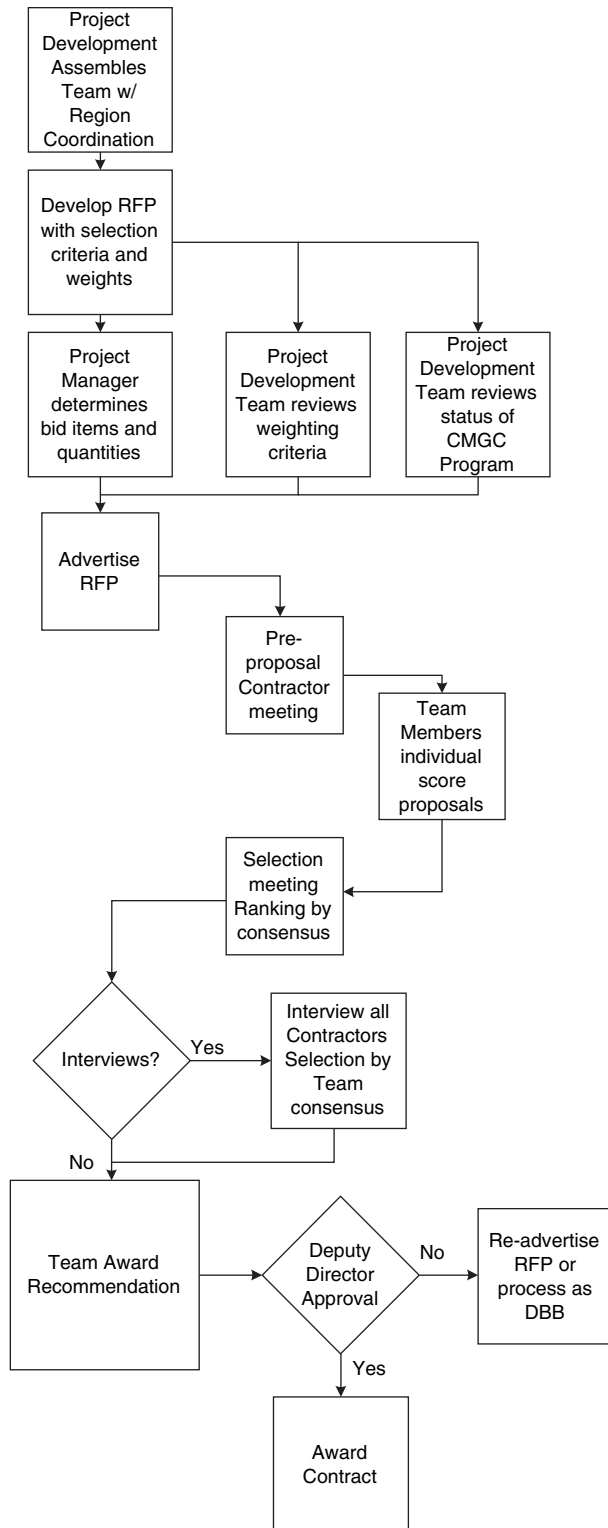 Project
Development
Assembles
Team w/
Region
Coordination
Develop RFP
with selection
criteria and
weights
Project
Manager
determines
bid items and
quantities
Project
Development
Team reviews
weighting
criteria
Project
Development
Team reviews
status of
CMGC
Program
Advertise
RFP
Pre-
proposal
Contractor
meeting
Team
Members
individual
score
proposals
Selection
meeting
Ranking by
consensus
Interviews?
Yes
Interview all
Contractors
Selection by
Team
consensus
No
Team Award
Recommendation
Deputy
Director
Approval
No
Re-advertise
RFP or
process as
DBB
Yes
Award
Contract